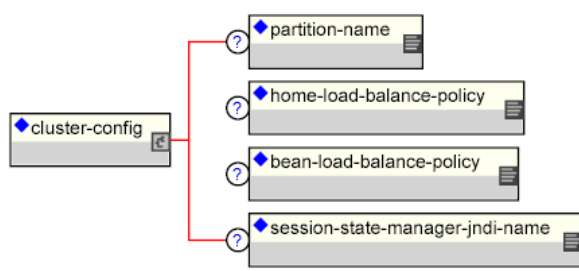 ? partition-name
? home-load-balance-policy
cluster-config
? bean-load-balance-policy
? session-state-manager-jndi-name